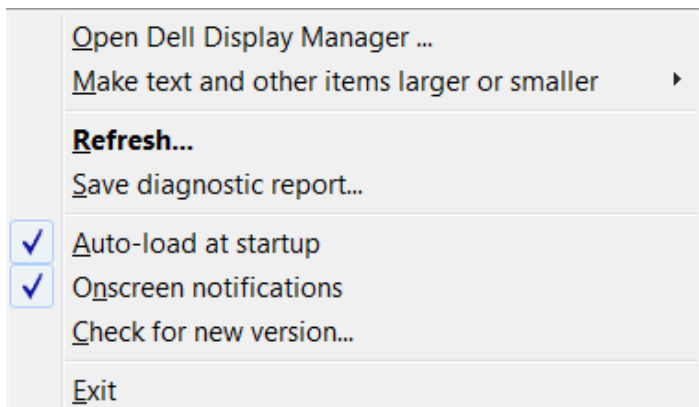 Open Dell Display Manager ...
Make text and other items larger or smaller
Refresh...
Save diagnostic report...
Auto-load at startup
Onscreen notifications
Check for new version...
Exit